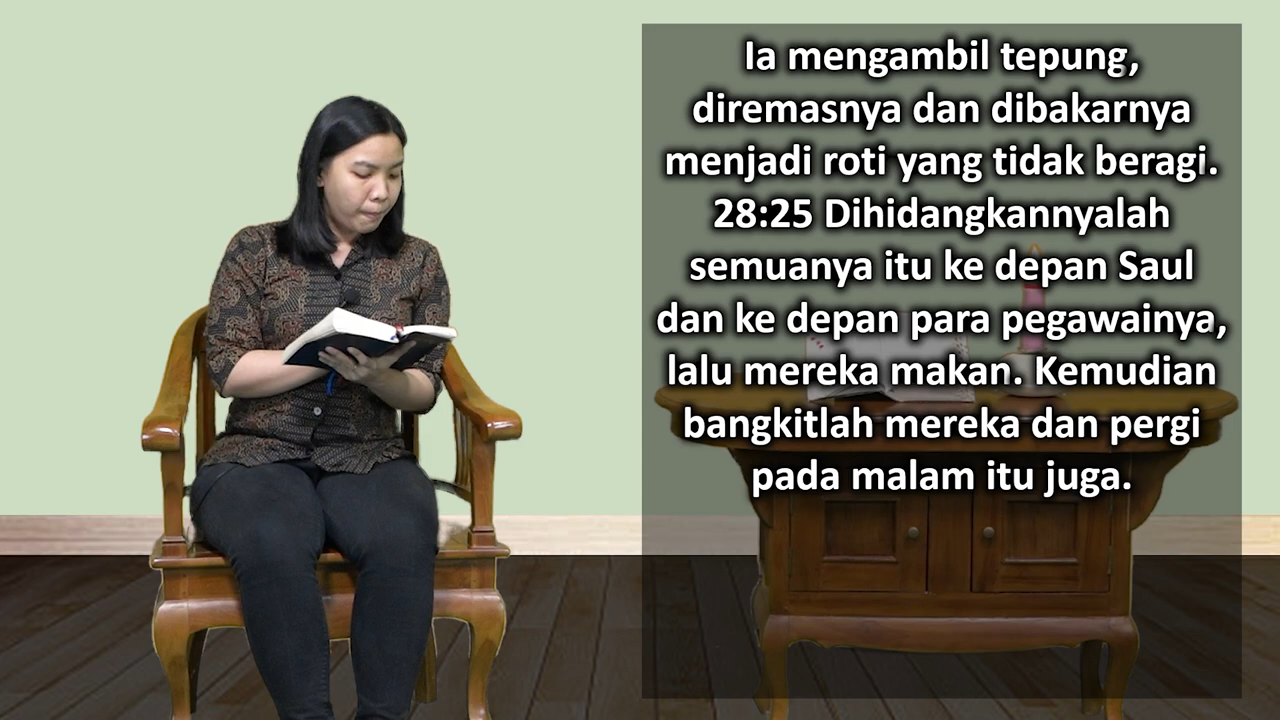 Ia mengambil tepung,
diremasnya dan dibakarnya
menjadi roti yang tidak beragi.
28:25 Dihidangkannyalah
semuanya itu ke depan Saul
dan ke depan para pegawainya,
lalu mereka makan. Kemudian
bangkitlah mereka dan pergi
pada malam itu juga.